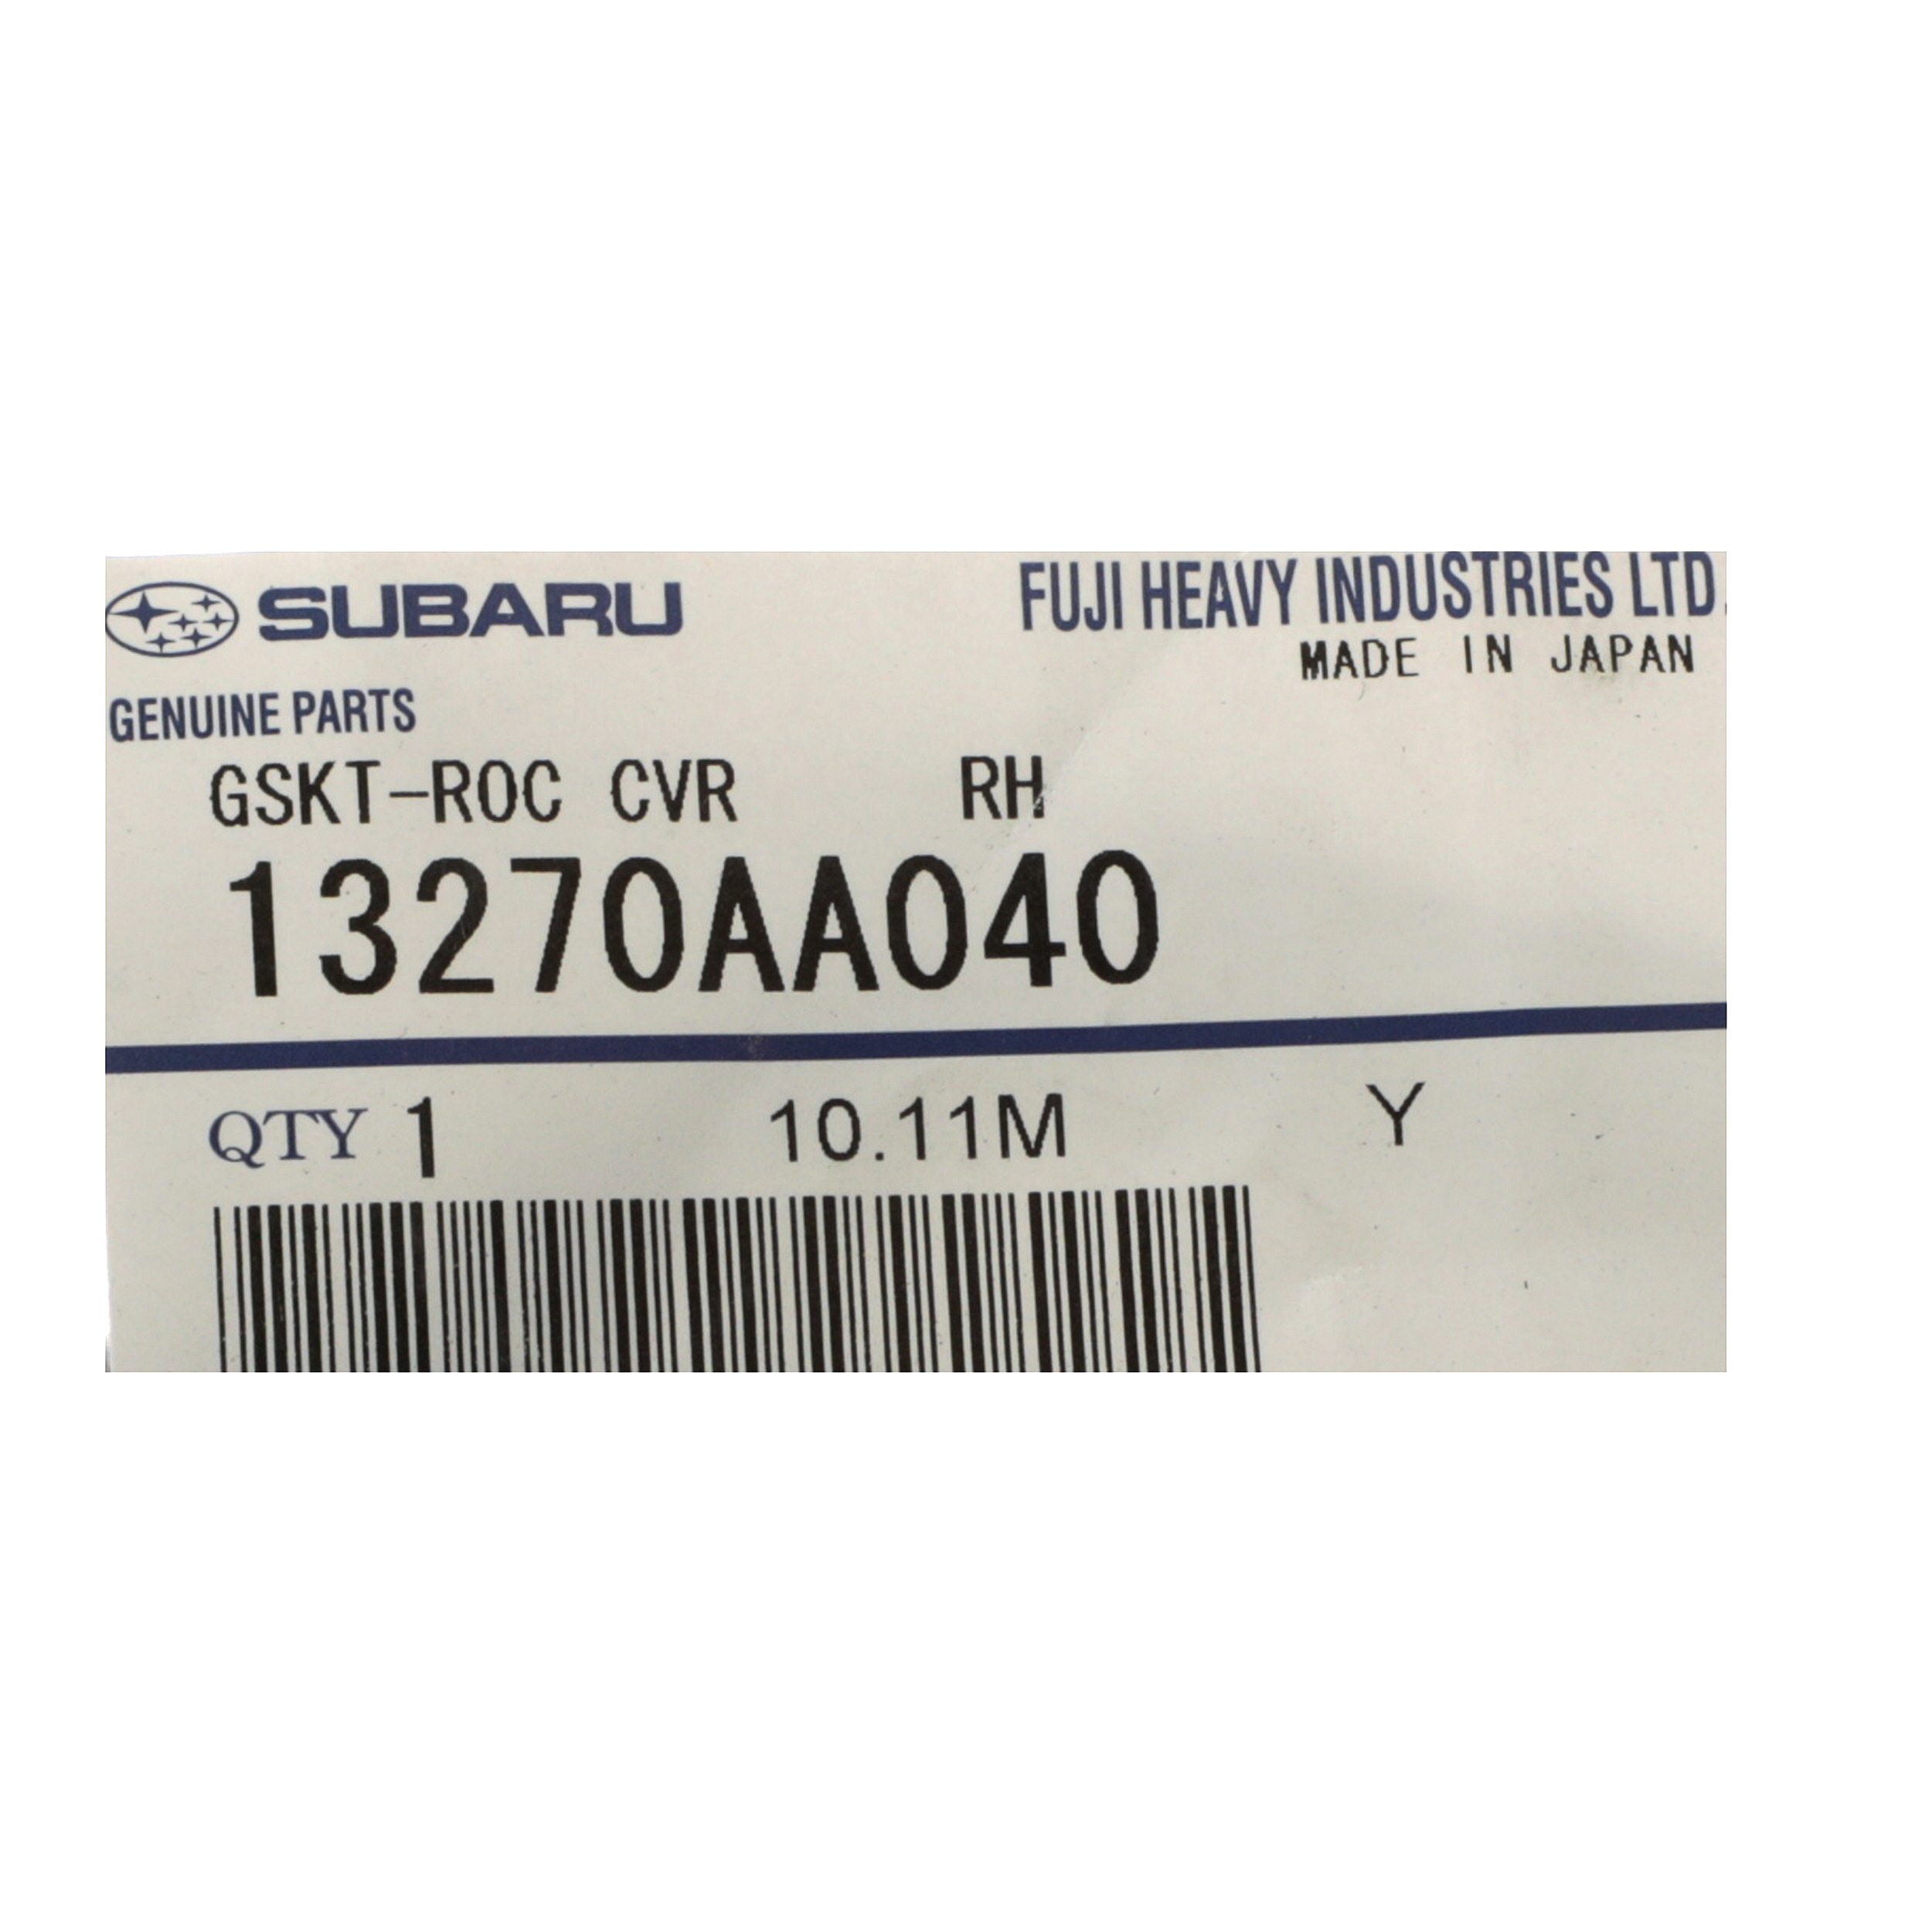 SUBARU
FUJI HEAVY INDUSTRIES LTD.
MADE IN JAPAN
GENUINE PARTS
GSKT-ROC CVR RH
13270AA040
QTY 1 10.11M Y